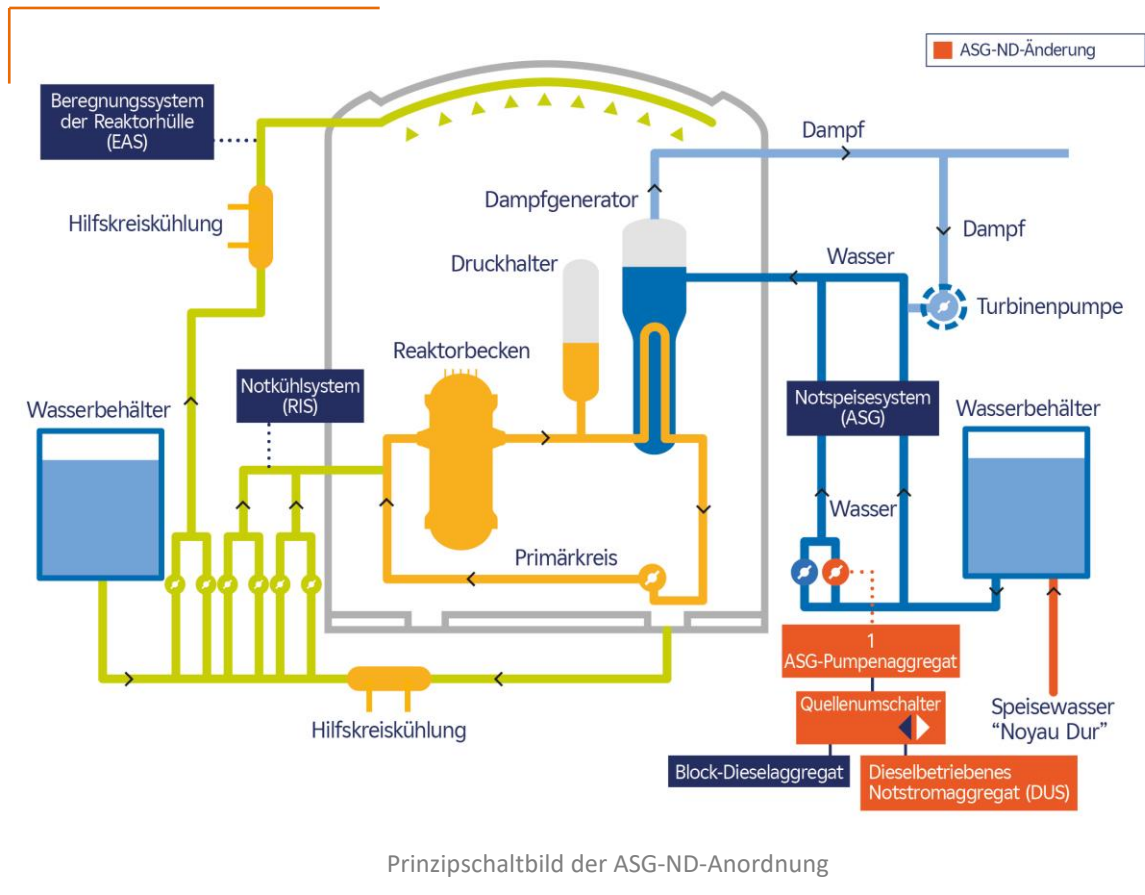 ASG-ND-Änderung
Beregnungssystem
der Reaktorhülle
(EAS)
Dampf
Hilfskreiskühlung
Dampfgenerator
Dampf
Druckhalter
Wasser
Turbinenpumpe
Reaktorbecken
Notkühlsystem
(RIS)
Wasserbehälter
Notspeisesystem
(ASG)
Wasserbehälter
Wasser
Primärkreis
1
ASG-Pumpenaggregat
Quellenumschalter
Speisewasser
“Noyau Dur”
Hilfskreiskühlung
Block-Dieselaggregat
Dieselbetriebenes
Notstromaggregat (DUS)
Prinzipschaltbild der ASG-ND-Anordnung